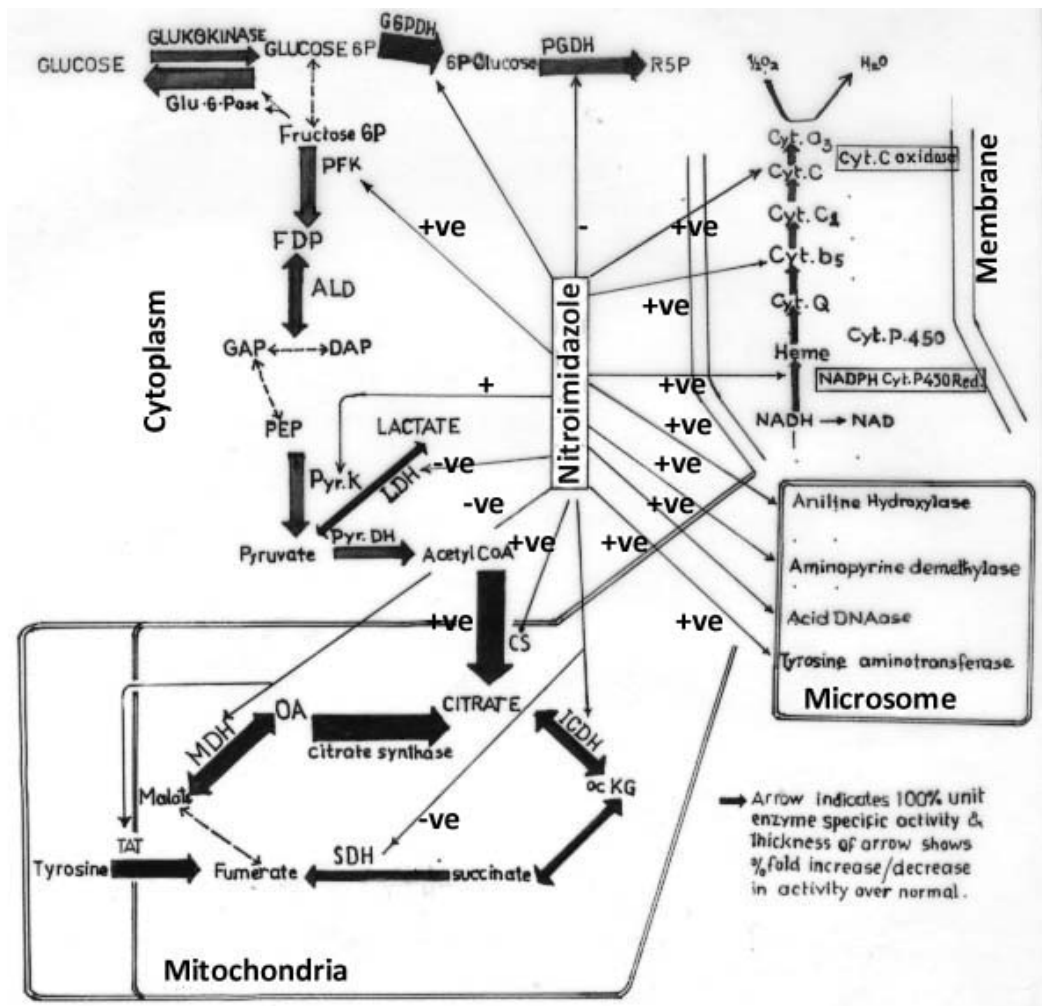 GLUCOSE
GLUKOKINASE
GLUCOSE 6P
Glu-6-Pase
G6PDH
6P-Glucose
PGDH
R5P
Fructose 6P
PFK
FDP
ALD
GAP
DAP
PEP
Pyr.k
LACTATE
LDH
Pyruvate
Pyr. DH
Acetyl CoA
Cytoplasm
Nitroimidazole
+ve
-
+ve
+ve
+
+ve
+ve
-ve
+ve
-ve
+ve
+ve
+ve
+ve
+ve
-ve
½O₂
H₂O
Cyt. a₃
Cyt. C oxidase
Cyt. C
Cyt. C₁
Cyt. b₅
Cyt. Q
Heme
Cyt. P-450
NADPH Cyt. P450 Red.
NADH → NAD
Membrane
Aniline Hydroxylase
Aminopyrine demethylase
Acid DNAase
Tyrosine aminotransferase
Microsome
CS
CITRATE
OA
citrate synthase
MDH
ICDH
Malate
∝ KG
TAT
Tyrosine
Fumerate
SDH
succinate
Mitochondria
Arrow indicates 100% unit
enzyme specific activity &
thickness of arrow shows
% fold increase/decrease
in activity over normal.